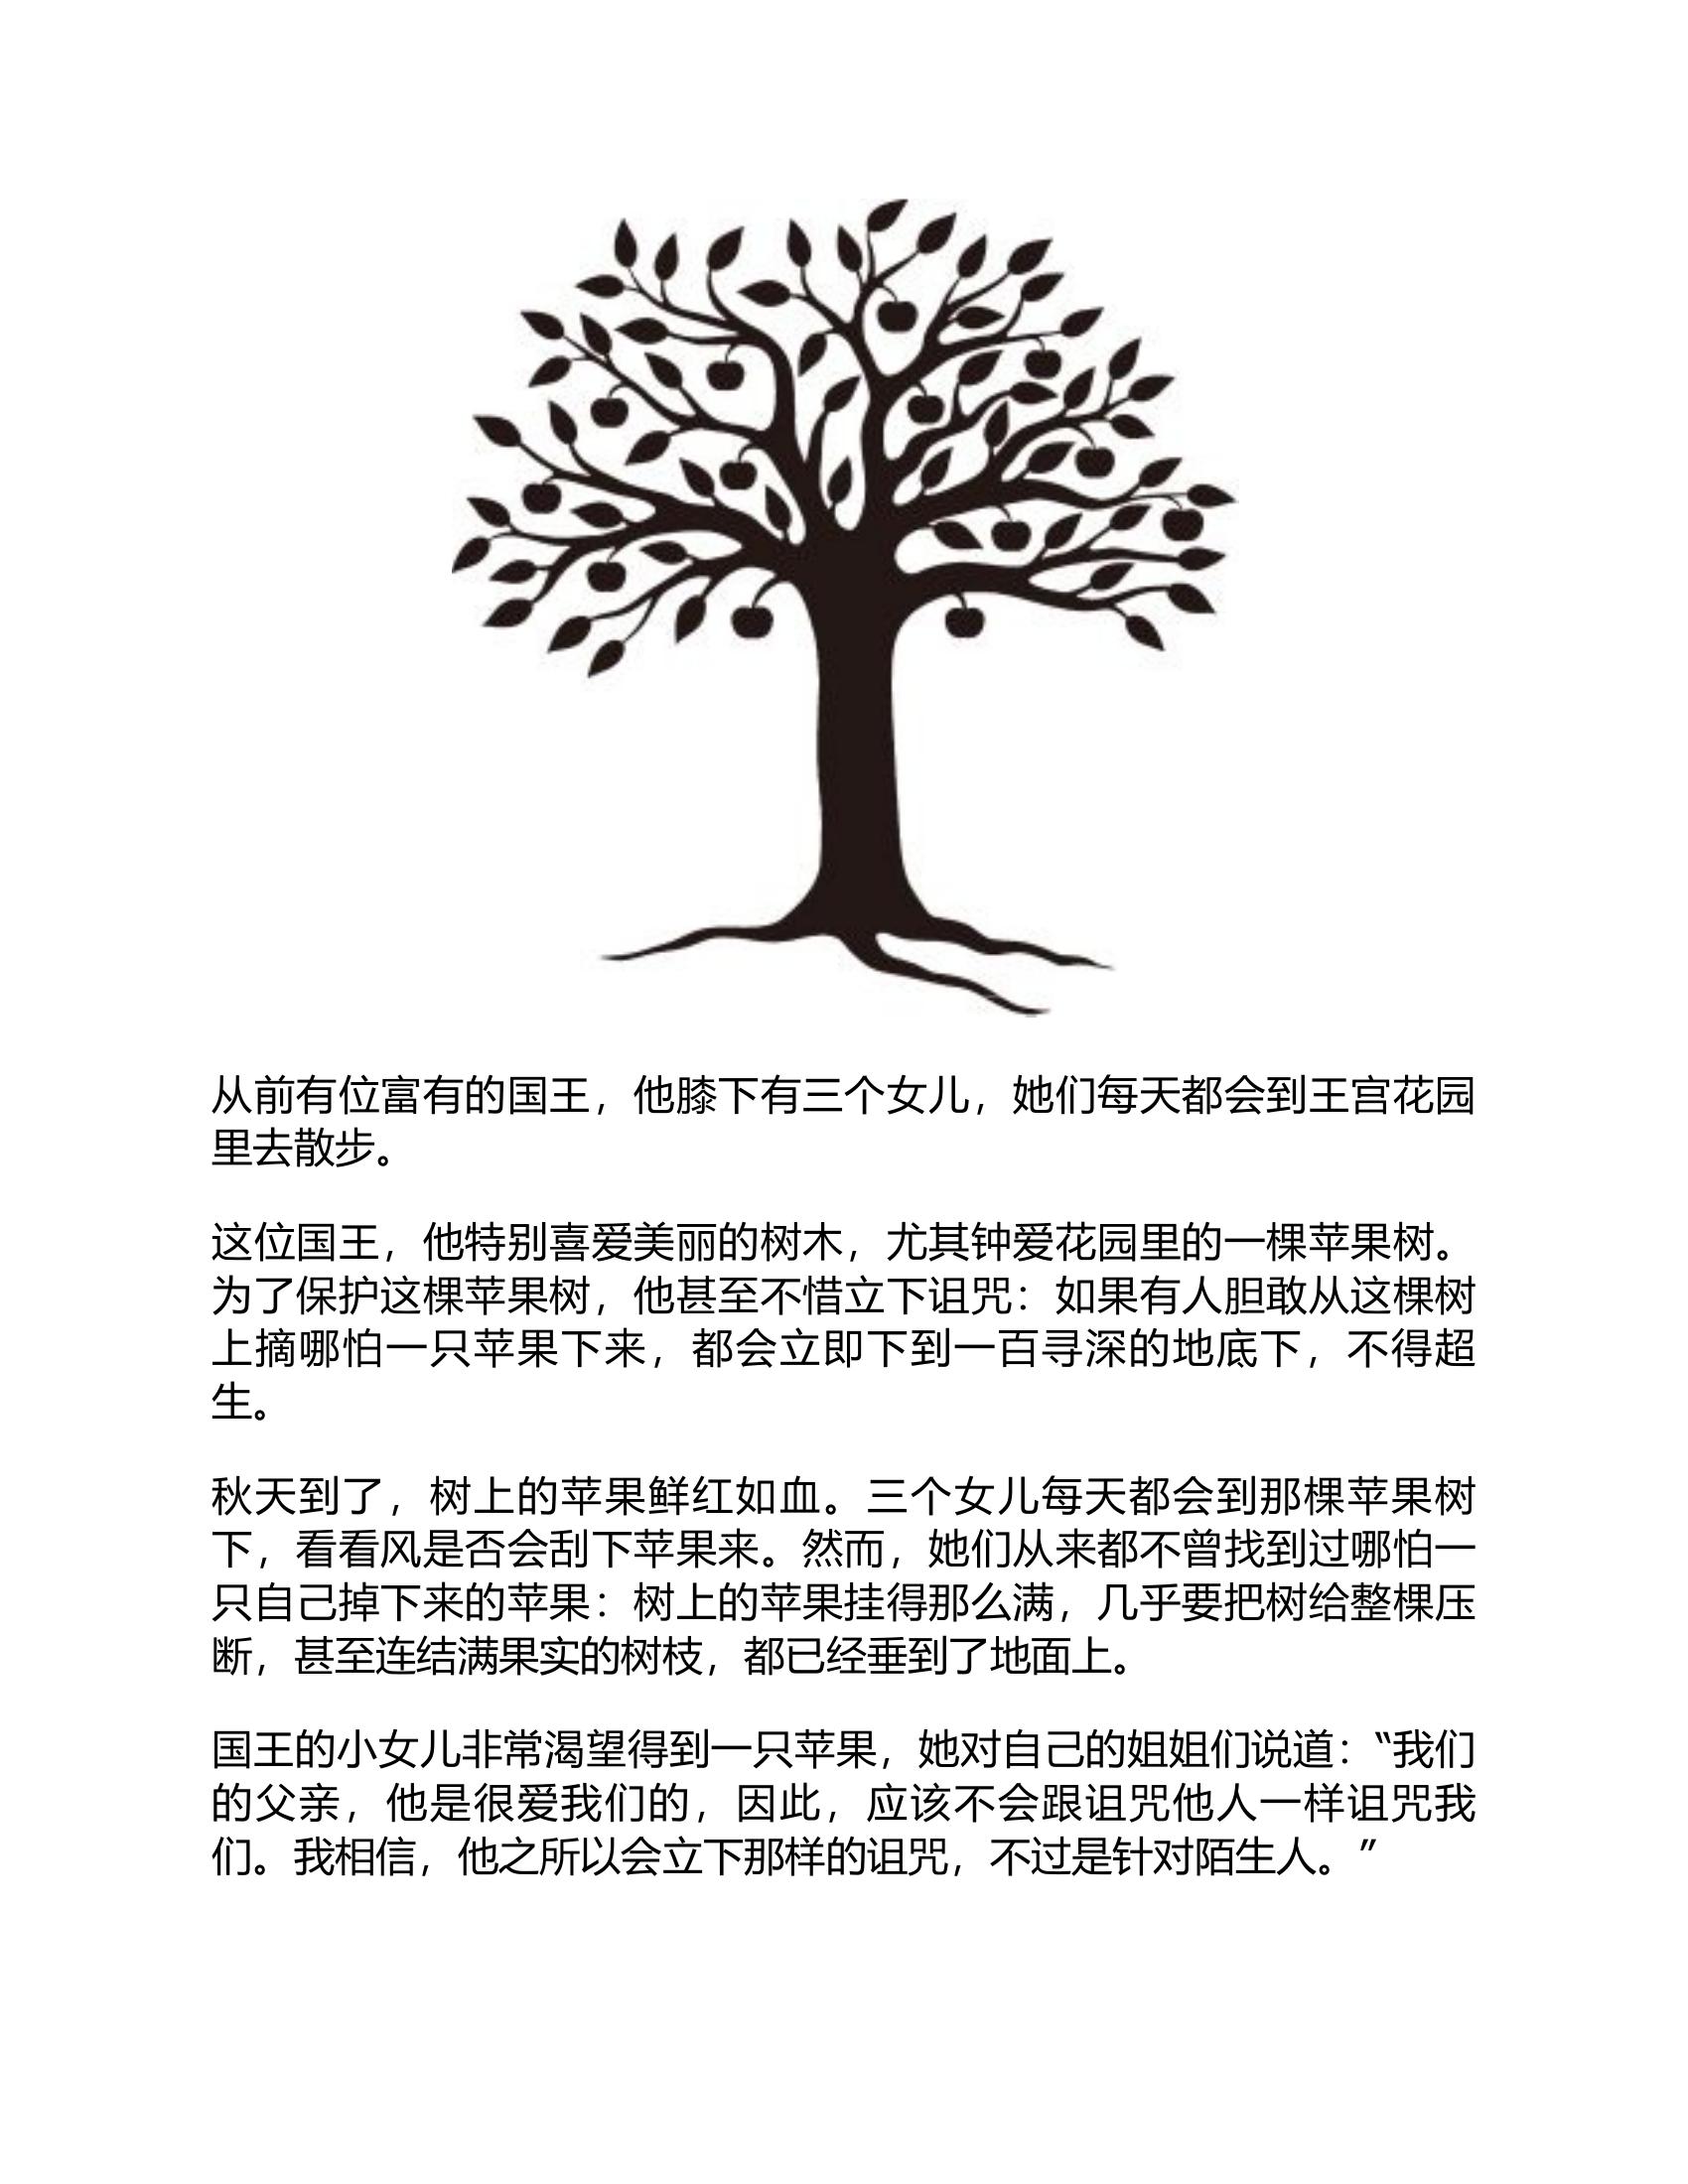 从前有位富有的国王，他膝下有三个女儿，她们每天都会到王宫花园
里去散步。
这位国王，他特别喜爱美丽的树木，尤其钟爱花园里的一棵苹果树。
为了保护这棵苹果树，他甚至不惜立下诅咒：如果有人胆敢从这棵树
上摘哪怕一只苹果下来，都会立即下到一百寻深的地底下，不得超
生。
秋天到了，树上的苹果鲜红如血。三个女儿每天都会到那棵苹果树
下，看看风是否会刮下苹果来。然而，她们从来都不曾找到过哪怕一
只自己掉下来的苹果：树上的苹果挂得那么满，几乎要把树给整棵压
断，甚至连结满果实的树枝，都已经垂到了地面上。
国王的小女儿非常渴望得到一只苹果，她对自己的姐姐们说道：“我们
的父亲，他是很爱我们的，因此，应该不会跟诅咒他人一样诅咒我
们。我相信，他之所以会立下那样的诅咒，不过是针对陌生人。”